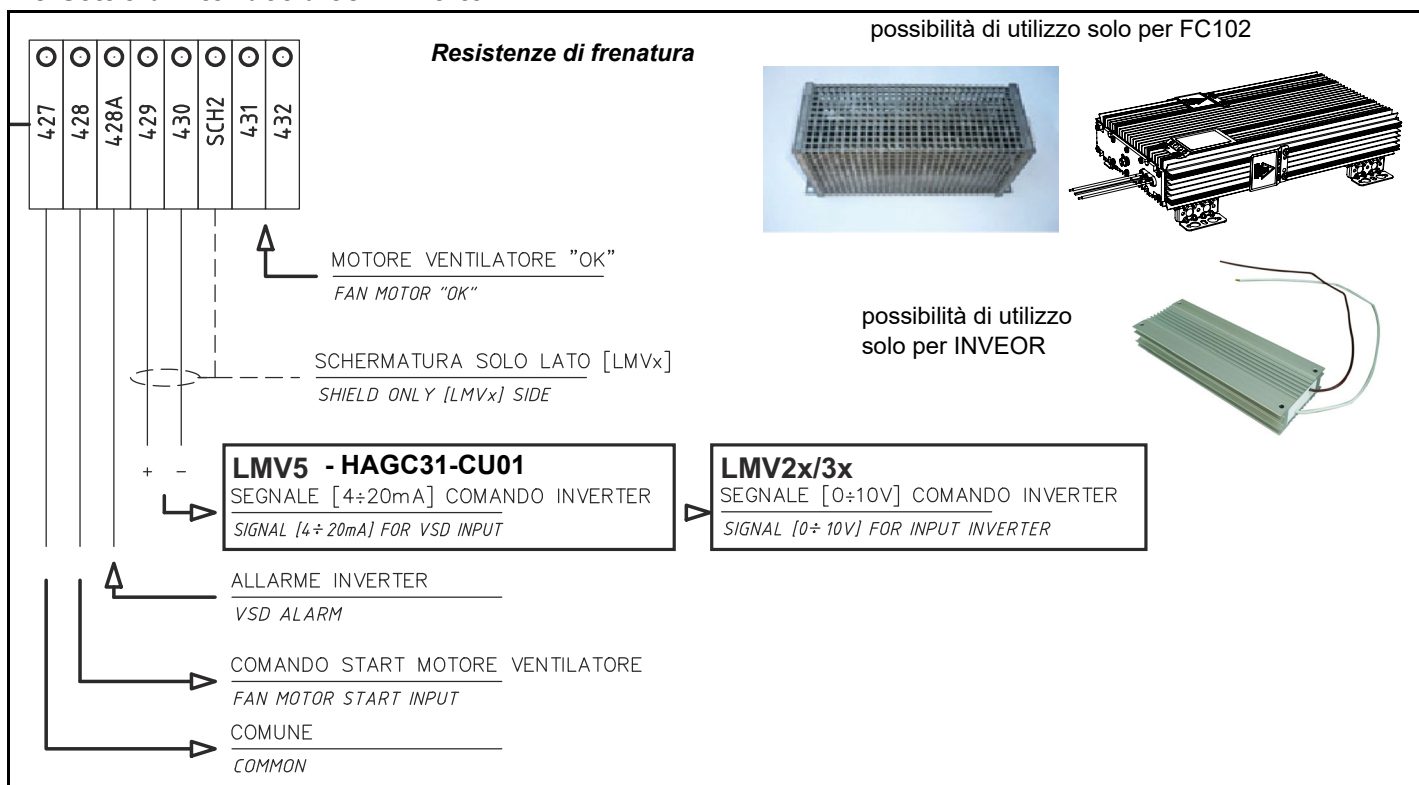 427
428
428A
429
430
SCH2
431
432
Resistenze di frenatura
possibilità di utilizzo solo per FC102
MOTORE VENTILATORE "OK"
FAN MOTOR "OK"
possibilità di utilizzo
solo per INVEOR
SCHERMATURA SOLO LATO [LMVx]
SHIELD ONLY [LMVx] SIDE
+ -
LMV5 - HAGC31-CU01
SEGNALE [4÷20mA] COMANDO INVERTER
SIGNAL [4÷20mA] FOR VSD INPUT
LMV2x/3x
SEGNALE [0÷10V] COMANDO INVERTER
SIGNAL [0÷10V] FOR INPUT INVERTER
ALLARME INVERTER
VSD ALARM
COMANDO START MOTORE VENTILATORE
FAN MOTOR START INPUT
COMUNE
COMMON